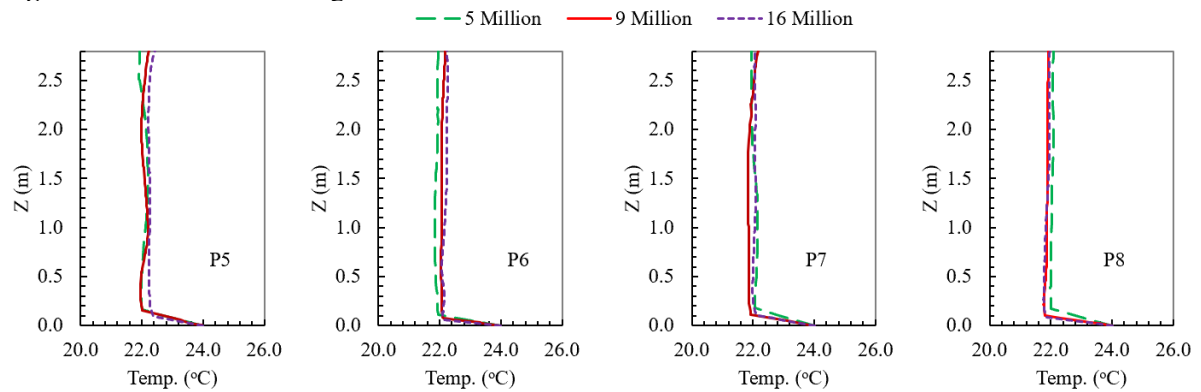 5 Million 9 Million 16 Million
2.5 2.5 2.5 2.5
2.0 2.0 2.0 2.0
1.5 1.5 1.5 1.5
Z (m) Z (m) Z (m) Z (m)
1.0 1.0 1.0 1.0
P5 P6 P7 P8
0.5 0.5 0.5 0.5
0.0 0.0 0.0 0.0
20.0 22.0 24.0 26.0 20.0 22.0 24.0 26.0 20.0 22.0 24.0 26.0 20.0 22.0 24.0 26.0
Temp. (°C) Temp. (°C) Temp. (°C) Temp. (°C)